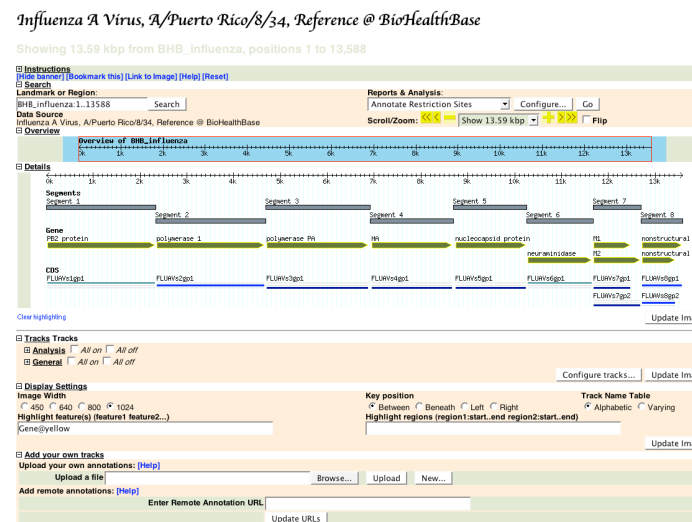 Influenza A Virus, A/Puerto Rico/8/34, Reference @ BioHealthBase
Showing 13.59 kbp from BHB_influenza, positions 1 to 13,588
Instructions
[Hide banner] [Bookmark this] [Link to Image] [Help] [Reset]
Search
Landmark or Region: Reports & Analysis:
BHB_influenza:1..13588 Search Annotate Restriction Sites Configure... Go
Data Source
Influenza A Virus, A/Puerto Rico/8/34, Reference @ BioHealthBase Scroll/Zoom: << < Show 13.59 kbp > >> Flip
Overview
Overview of BHB_influenza
0k 1k 2k 3k 4k 5k 6k 7k 8k 9k 10k 11k 12k 13k
Details
0k 1k 2k 3k 4k 5k 6k 7k 8k 9k 10k 11k 12k 13k
Segments
Segment 1 Segment 3 Segment 5 Segment 7
Segment 2 Segment 4 Segment 6 Segment 8
Gene
PB2 protein polymerase 1 polymerase PA HA nucleocapsid protein M1 nonstructural
neuraminidase M2 nonstructural
CDS
FLUAVs1gp1 FLUAVs2gp1 FLUAVs3gp1 FLUAVs4gp1 FLUAVs5gp1 FLUAVs6gp1 FLUAVs7gp1 FLUAVs8gp1
FLUAVs7gp2 FLUAVs8gp2
Clear highlighting Update Ima
Tracks Tracks
Analysis All on All off
General All on All off
Configure tracks... Update Ima
Display Settings
Image Width Key position Track Name Table
450 640 800 1024 Between Beneath Left Right Alphabetic Varying
Highlight feature(s) (feature1 feature2...) Highlight regions (region1:start..end region2:start..end)
Gene@yellow
Update Ima
Add your own tracks
Upload your own annotations: [Help]
Upload a file Browse... Upload New...
Add remote annotations: [Help]
Enter Remote Annotation URL
Update URLs